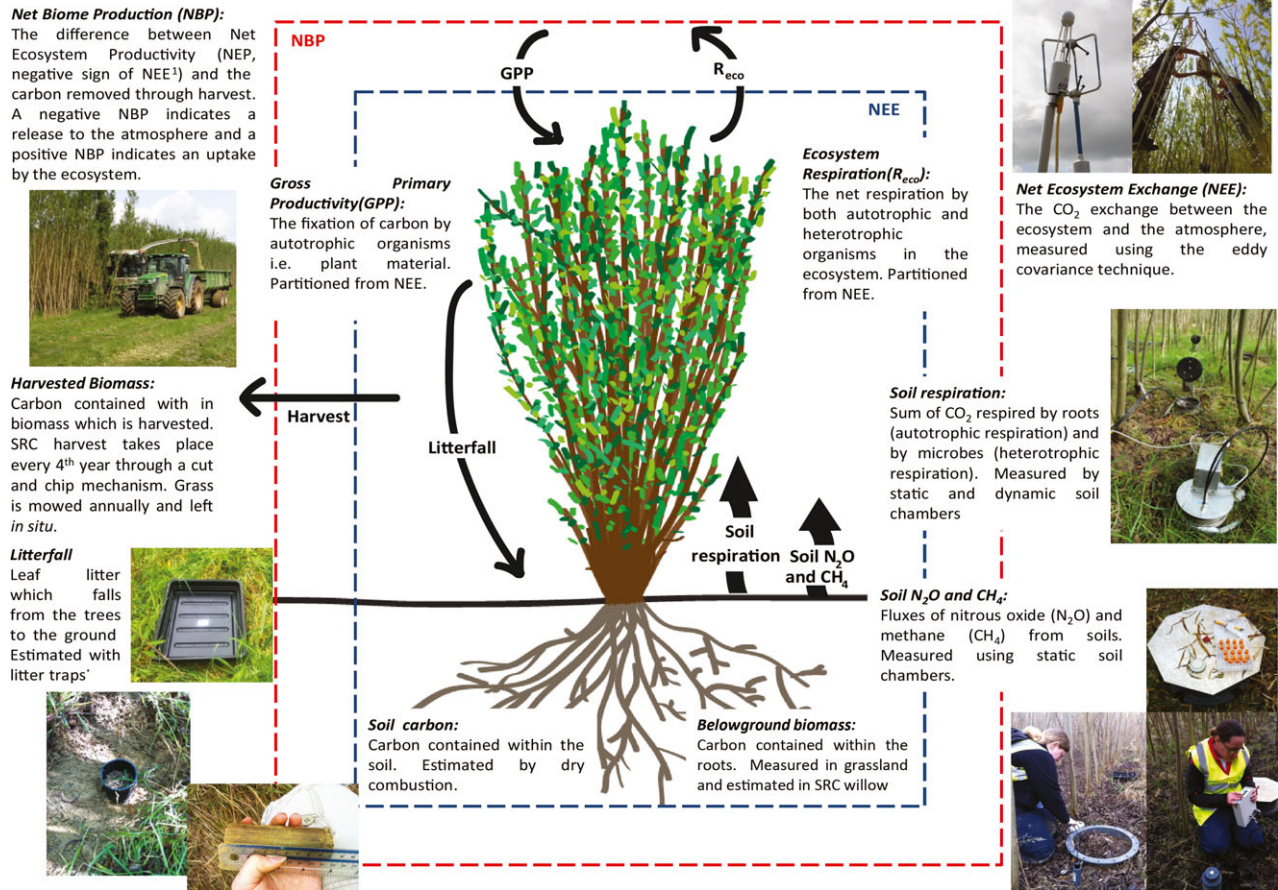 Net Biome Production (NBP):
The difference between Net
Ecosystem Productivity (NEP,
negative sign of NEE¹) and the
carbon removed through harvest.
A negative NBP indicates a
release to the atmosphere and a
positive NBP indicates an uptake
by the ecosystem.
NBP
GPP
Reco
NEE
Gross Primary
Productivity(GPP):
The fixation of carbon by
autotrophic organisms
i.e. plant material.
Partitioned from NEE.
Ecosystem
Respiration(Reco):
The net respiration by
both autotrophic and
heterotrophic
organisms in the
ecosystem. Partitioned
from NEE.
Net Ecosystem Exchange (NEE):
The CO₂ exchange between the
ecosystem and the atmosphere,
measured using the eddy
covariance technique.
Harvested Biomass:
Carbon contained with in
biomass which is harvested.
SRC harvest takes place
every 4th year through a cut
and chip mechanism. Grass
is mowed annually and left
in situ.
Harvest
Litterfall
Soil respiration:
Sum of CO₂ respired by roots
(autotrophic respiration) and
by microbes (heterotrophic
respiration). Measured by
static and dynamic soil
chambers
Soil
respiration
Soil N₂O
and CH₄
Litterfall
Leaf litter
which falls
from the trees
to the ground
Estimated with
litter traps'
Soil N₂O and CH₄:
Fluxes of nitrous oxide (N₂O) and
methane (CH₄) from soils.
Measured using static soil
chambers.
Soil carbon:
Carbon contained within the
soil. Estimated by dry
combustion.
Belowground biomass:
Carbon contained within the
roots. Measured in grassland
and estimated in SRC willow